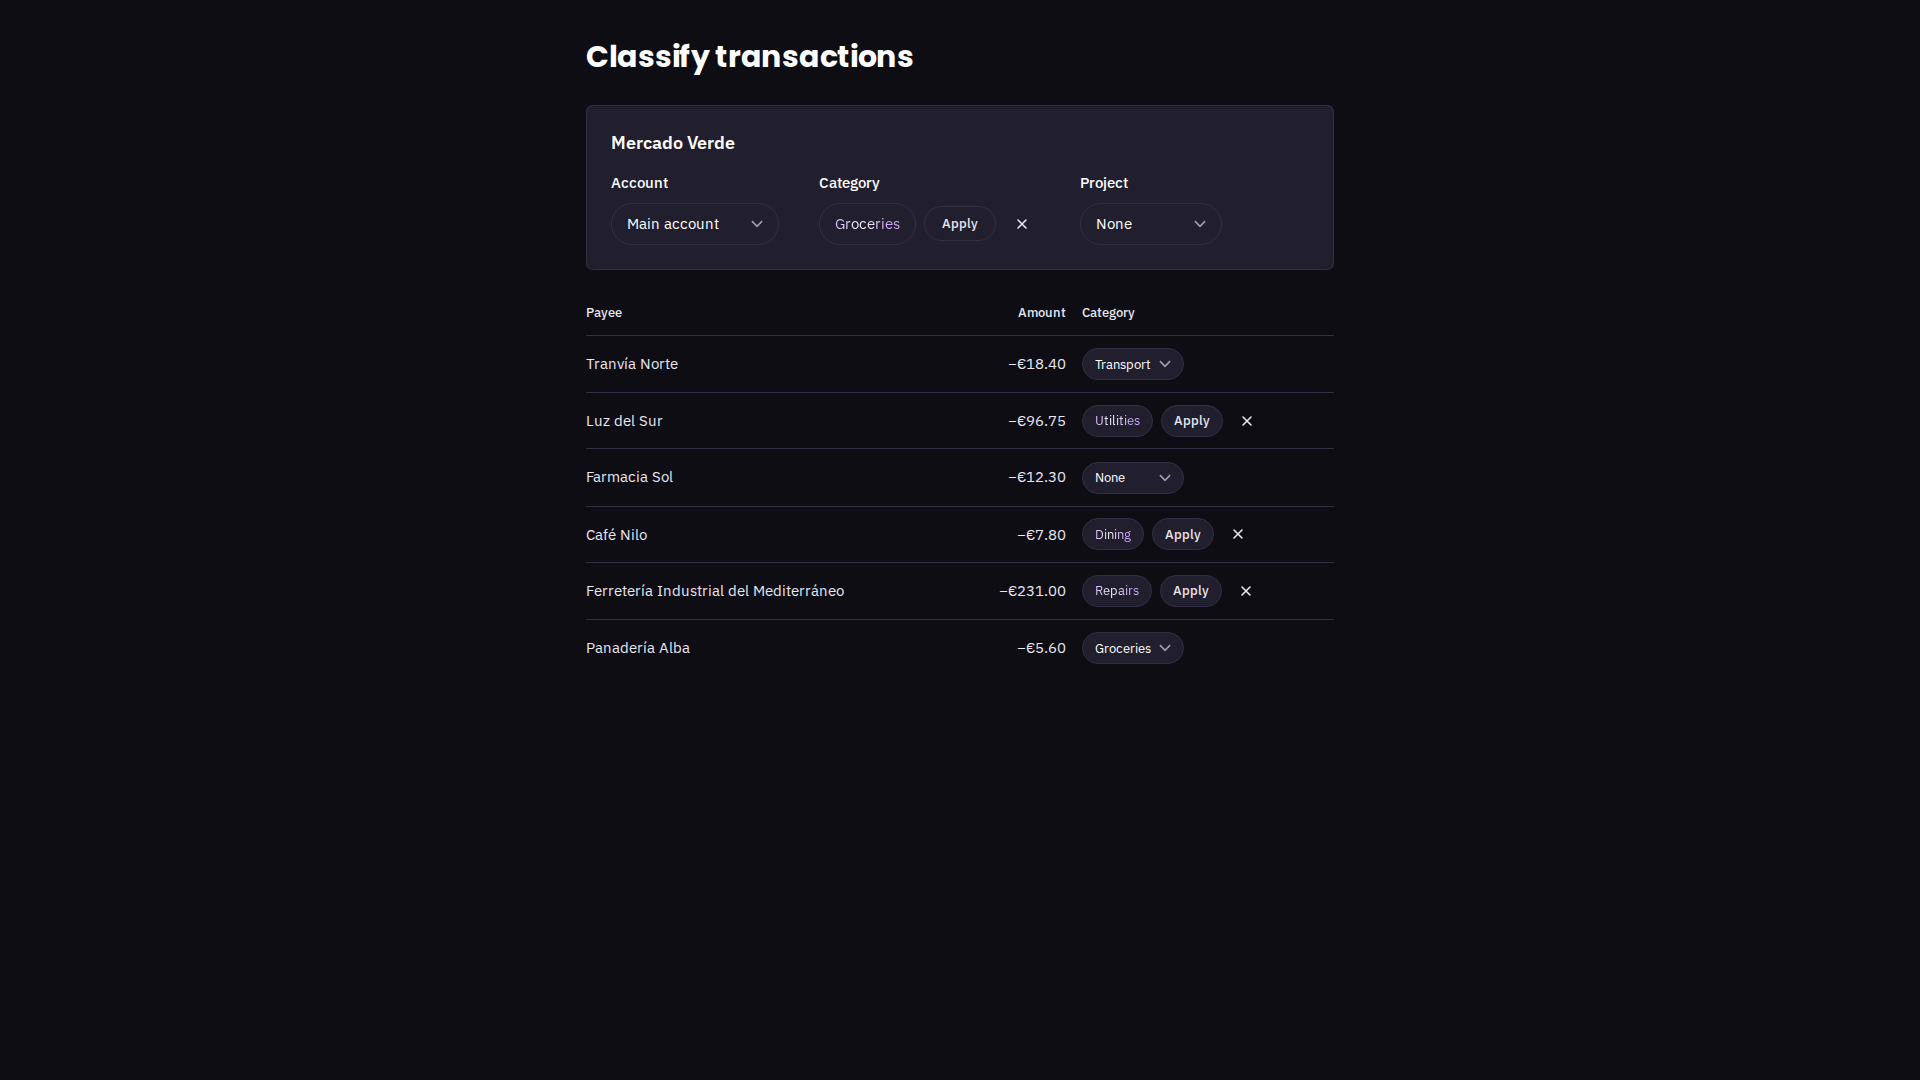 Classify transactions
Mercado Verde
Account Category Project
Main account Groceries Apply None
Payee Amount Category
Tranvía Norte −€18.40 Transport
Luz del Sur −€96.75 Utilities Apply
Farmacia Sol −€12.30 None
Café Nilo −€7.80 Dining Apply
Ferretería Industrial del Mediterráneo −€231.00 Repairs Apply
Panadería Alba −€5.60 Groceries